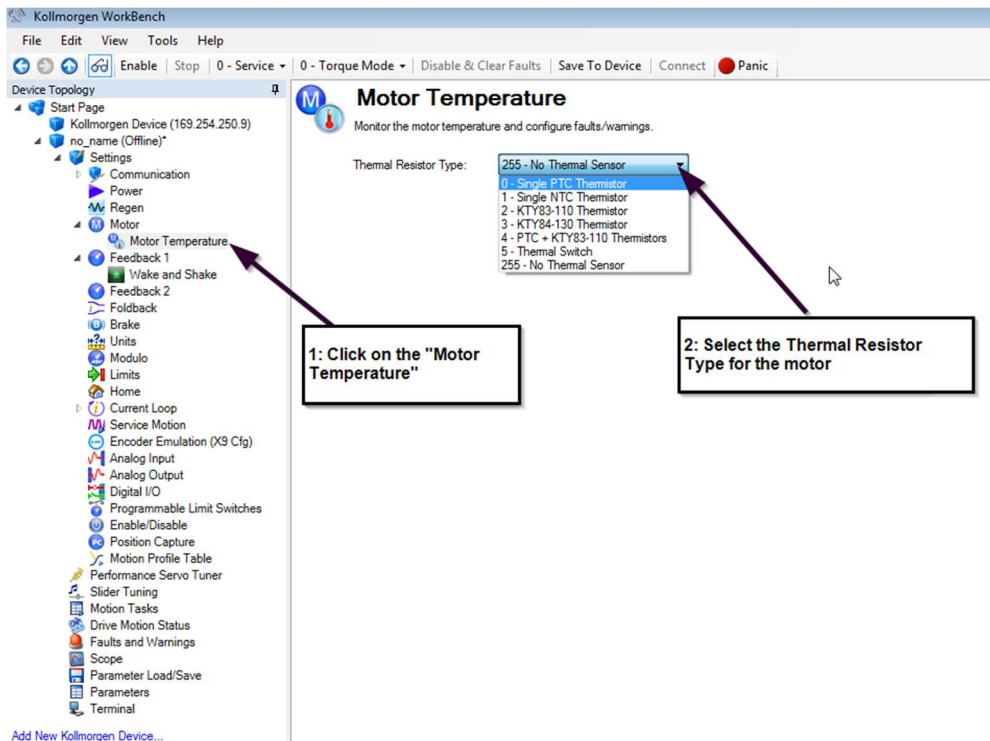 Kollmorgen WorkBench
File Edit View Tools Help
Enable Stop 0 - Service 0 - Torque Mode Disable & Clear Faults Save To Device Connect Panic
Device Topology
Start Page
Kollmorgen Device (169.254.250.9)
no_name (Offline)*
Settings
Communication
Power
Regen
Motor
Motor Temperature
Feedback 1
Wake and Shake
Feedback 2
Foldback
Brake
Units
Modulo
Limits
Home
Current Loop
Service Motion
Encoder Emulation (X9 Cfg)
Analog Input
Analog Output
Digital I/O
Programmable Limit Switches
Enable/Disable
Position Capture
Motion Profile Table
Performance Servo Tuner
Slider Tuning
Motion Tasks
Drive Motion Status
Faults and Warnings
Scope
Parameter Load/Save
Parameters
Terminal
Add New Kollmorgen Device...
Motor Temperature
Monitor the motor temperature and configure faults/warnings.
Thermal Resistor Type: 255 - No Thermal Sensor
0 - Single PTC Thermistor
1 - Single NTC Thermistor
2 - KTY83-110 Thermistor
3 - KTY84-130 Thermistor
4 - PTC + KTY83-110 Thermistors
5 - Thermal Switch
255 - No Thermal Sensor
1: Click on the "Motor
Temperature"
2: Select the Thermal Resistor
Type for the motor